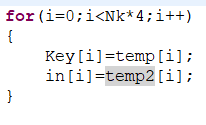 for(i=0;i<Nk*4;i++)
{
    Key[i]=temp[i];
    in[i]=temp2[i];
}